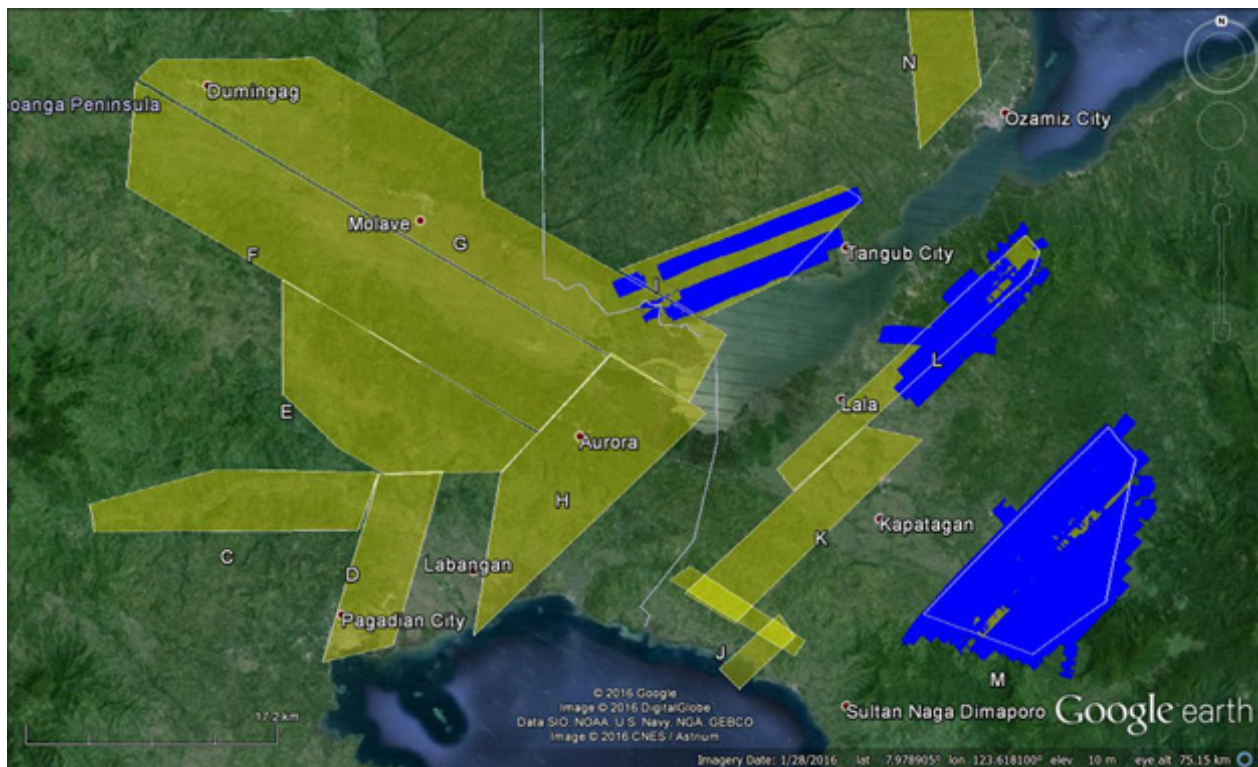 N
N
Dumingag
oanga Peninsula
Ozamiz City
Molave
G
F
Tangub City
I
L
E
Lala
Aurora
H
K
Kapatagan
C
D
Labangan
Pagadian City
J
M
© 2016 Google
Image © 2016 DigitalGlobe
Data SIO, NOAA, U.S. Navy, NGA, GEBCO
Image © 2016 CNES / Astrium
Sultan Naga Dimaporo
Google earth
17.2 km
Imagery Date: 1/28/2016 lat 7.978905° lon 123.618100° elev 10 m eye alt 75.15 km